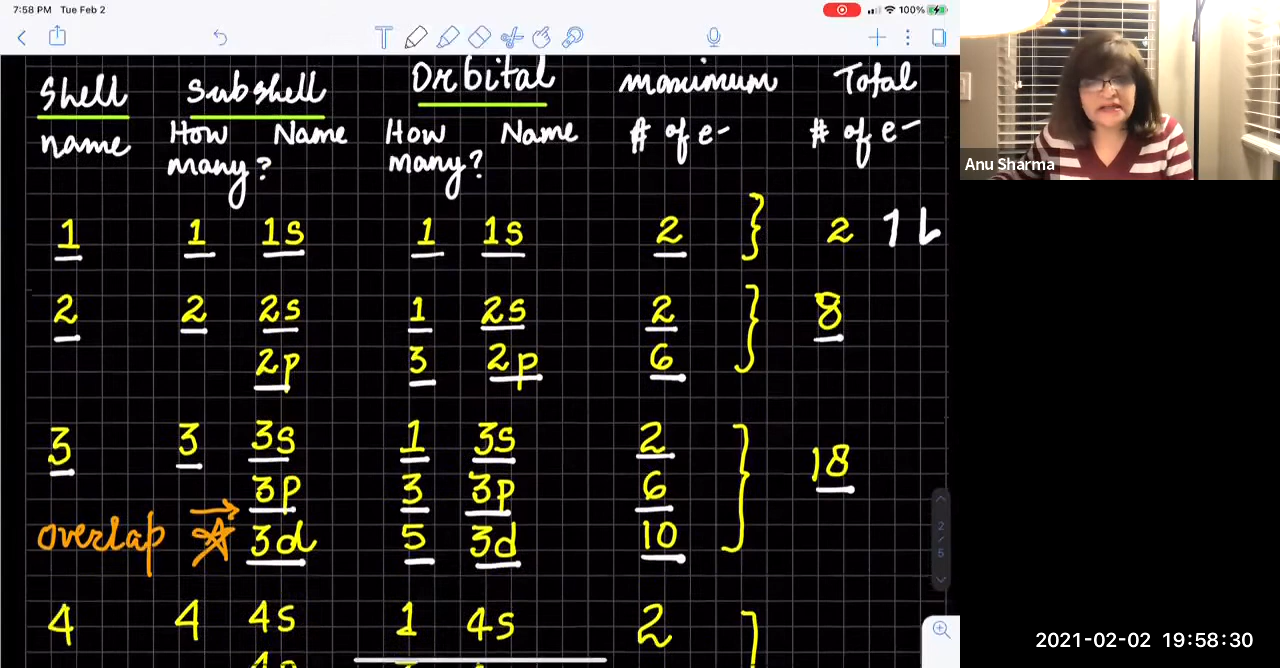 7:58 PM Tue Feb 2
100%
Shell Subshell Orbital maximum Total
name How many? Name How many? Name # of e- # of e-
1 1 1s 1 1s 2 } 2 1 L
2 2 2s 1 2s 2 } 8
2p 3 2p 6
3 3 3s 1 3s 2 } 18
3p 3 3p 6
overlap → 3d 5 3d 10
4 4 4s 1 4s 2
Anu Sharma
2/5
2021-02-02 19:58:30